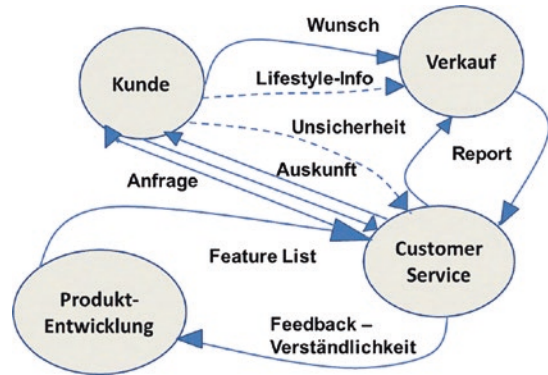 Wunsch
Kunde
Verkauf
Lifestyle-Info
Unsicherheit
Auskunft
Report
Anfrage
Feature List
Customer
Service
Produkt-
Entwicklung
Feedback –
Verständlichkeit